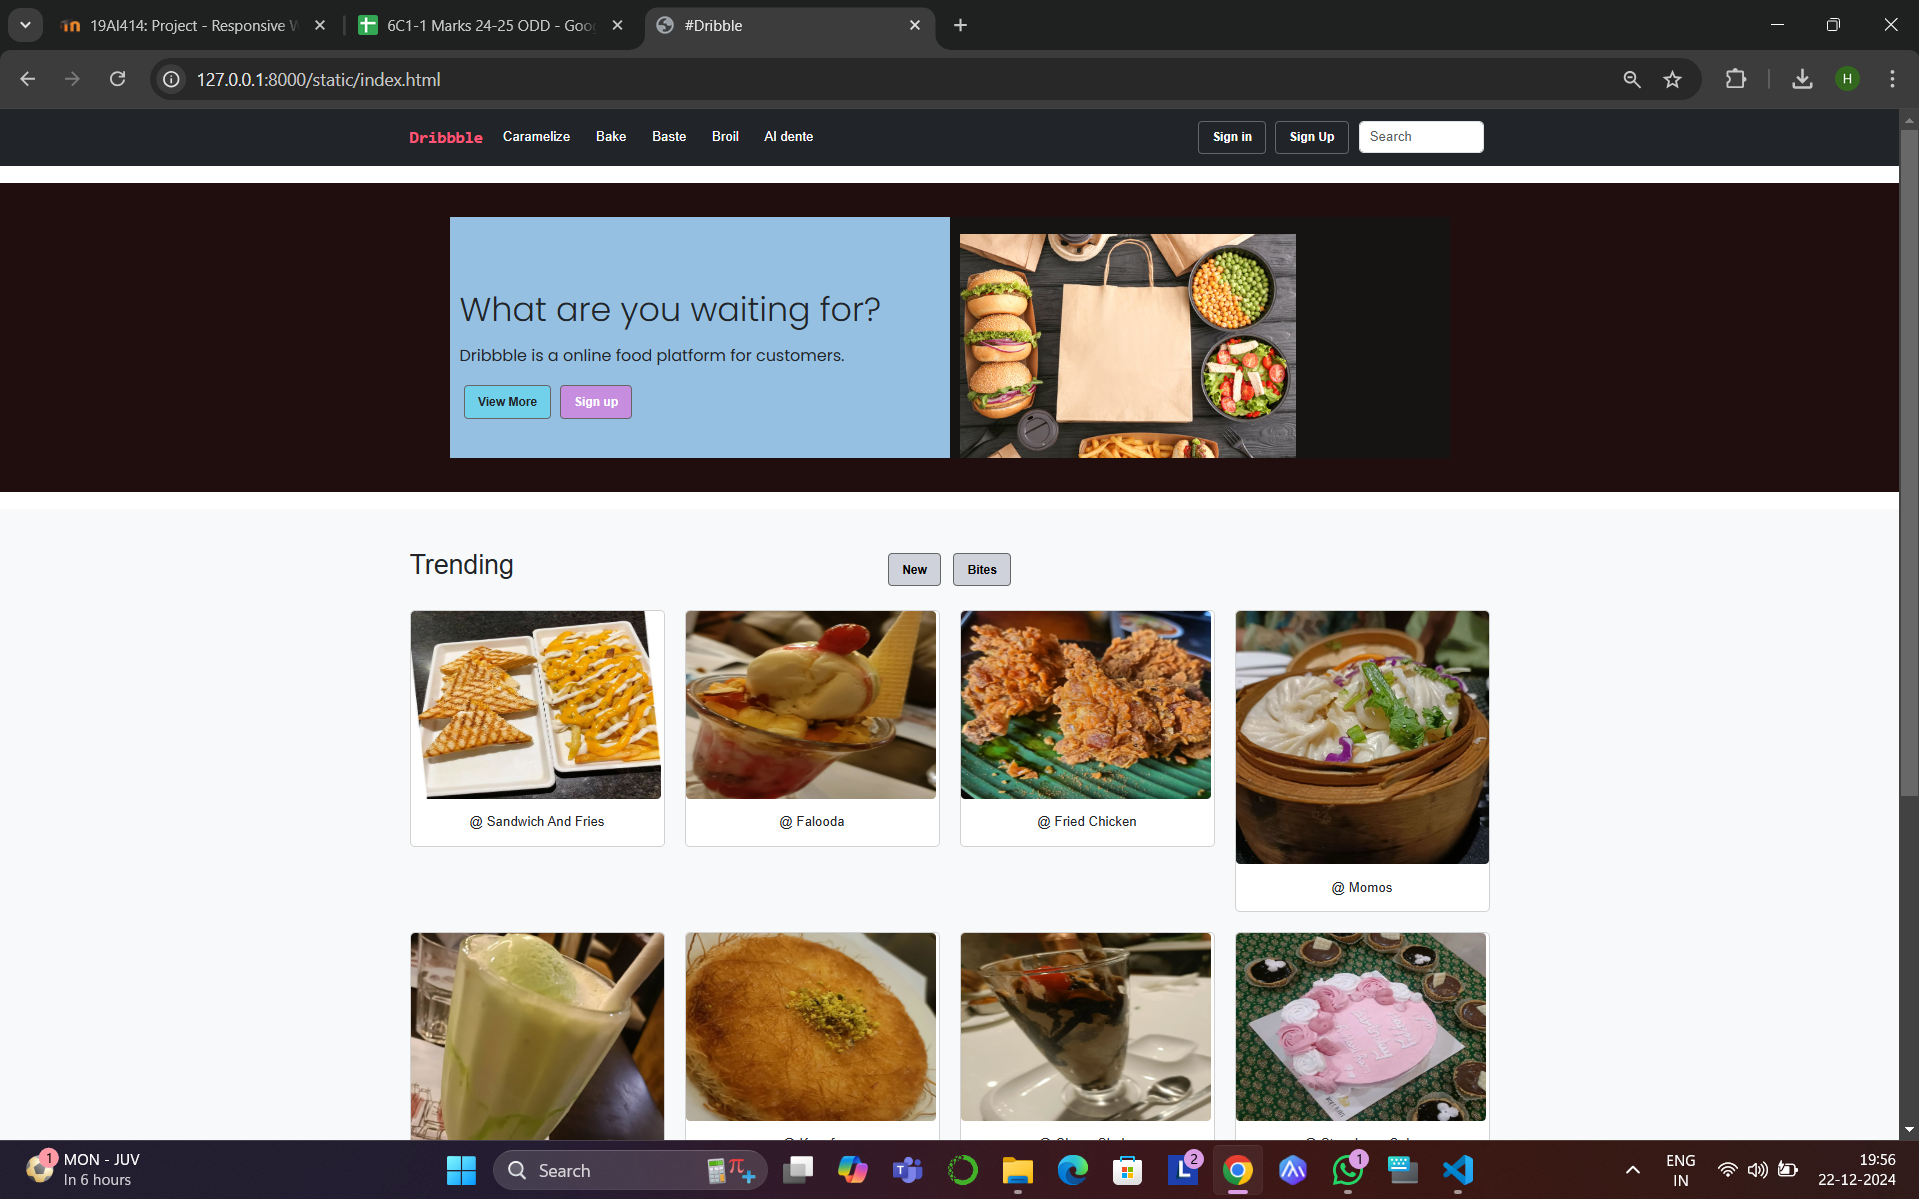 19AI414: Project - Responsive W
6C1-1 Marks 24-25 ODD - Goo
#Dribble
127.0.0.1:8000/static/index.html
H
Dribbble Caramelize Bake Baste Broil Al dente Sign in Sign Up Search
What are you waiting for?
Dribbble is a online food platform for customers.
View More Sign up
Trending New Bites
@ Sandwich And Fries
@ Falooda
@ Fried Chicken
@ Momos
1
MON - JUV
In 6 hours
Search
2
1
ENG
IN
19:56
22-12-2024